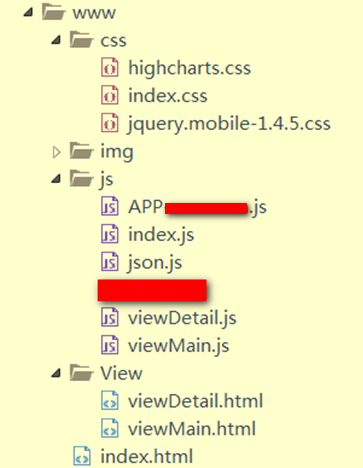 www
css
highcharts.css
index.css
jquery.mobile-1.4.5.css
img
js
APP .js
index.js
json.js
viewDetail.js
viewMain.js
View
viewDetail.html
viewMain.html
index.html